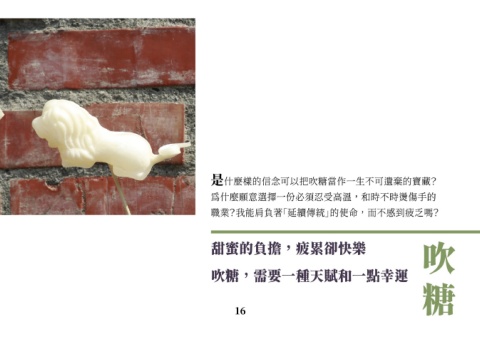 是什麼樣的信念可以把吹糖當作一生不可遺棄的寶藏?
爲什麼願意選擇一份必須忍受高溫，和時不時燙傷手的
職業?我能肩負著「延續傳統」的使命，而不感到疲乏嗎?
甜蜜的負擔，疲累卻快樂
吹糖，需要一種天賦和一點幸運
吹糖
16